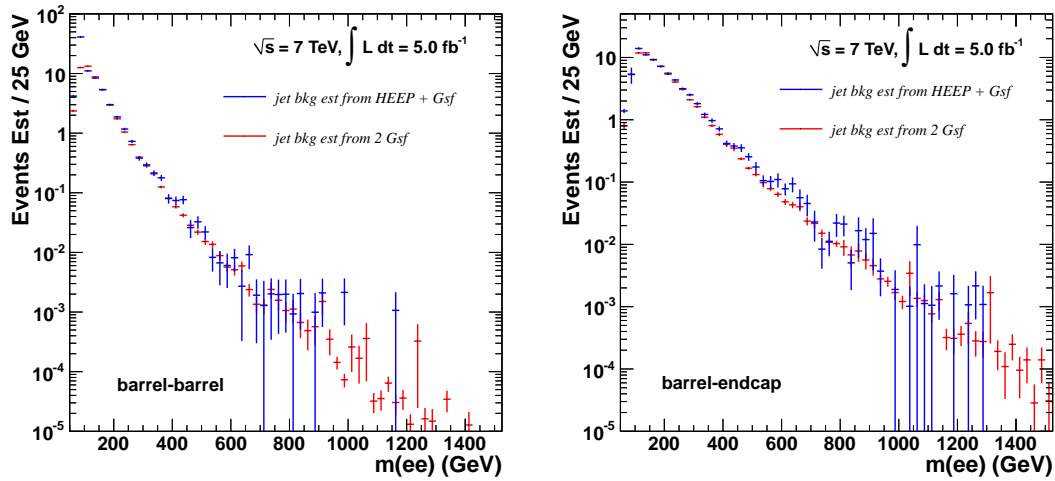 Events Est / 25 GeV
√s = 7 TeV, ∫ L dt = 5.0 fb⁻¹
jet bkg est from HEEP + Gsf
jet bkg est from 2 Gsf
barrel-barrel
10²
10
1
10⁻¹
10⁻²
10⁻³
10⁻⁴
10⁻⁵
200 400 600 800 1000 1200 1400
m(ee) (GeV)
Events Est / 25 GeV
√s = 7 TeV, ∫ L dt = 5.0 fb⁻¹
jet bkg est from HEEP + Gsf
jet bkg est from 2 Gsf
barrel-endcap
10
1
10⁻¹
10⁻²
10⁻³
10⁻⁴
10⁻⁵
200 400 600 800 1000 1200 1400
m(ee) (GeV)